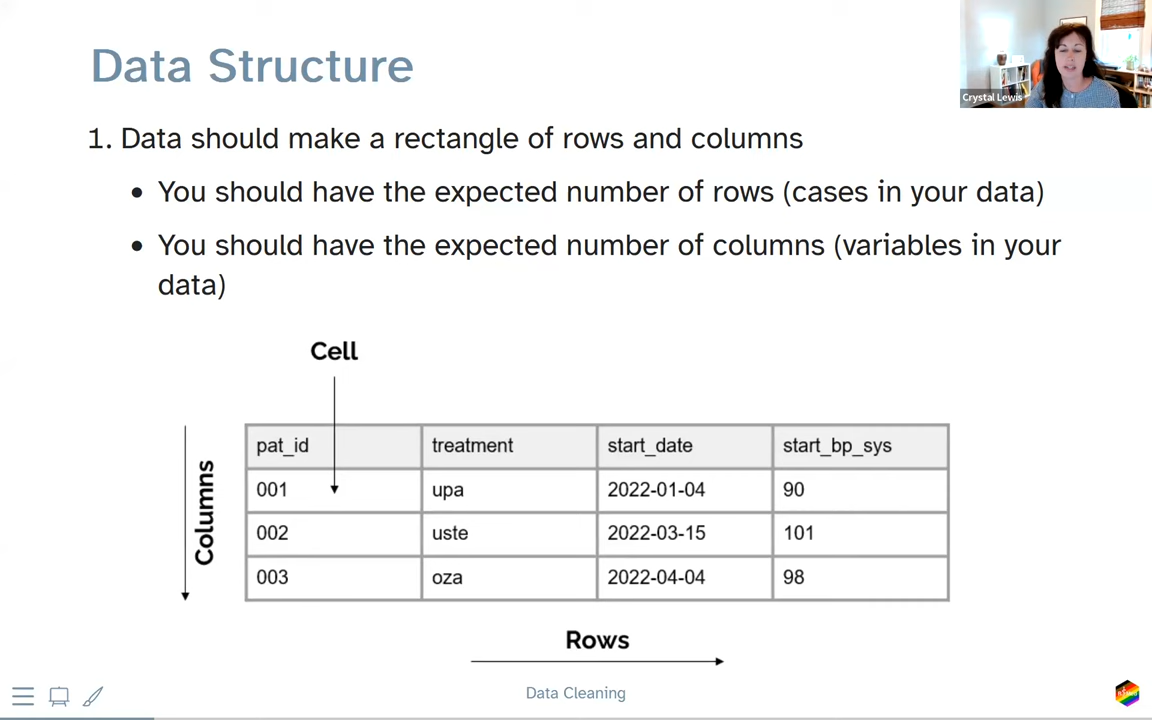 Data Structure
Crystal Lewis
1. Data should make a rectangle of rows and columns
• You should have the expected number of rows (cases in your data)
• You should have the expected number of columns (variables in your
data)
Cell
Columns
pat_id treatment start_date start_bp_sys
001 upa 2022-01-04 90
002 uste 2022-03-15 101
003 oza 2022-04-04 98
Rows
Data Cleaning